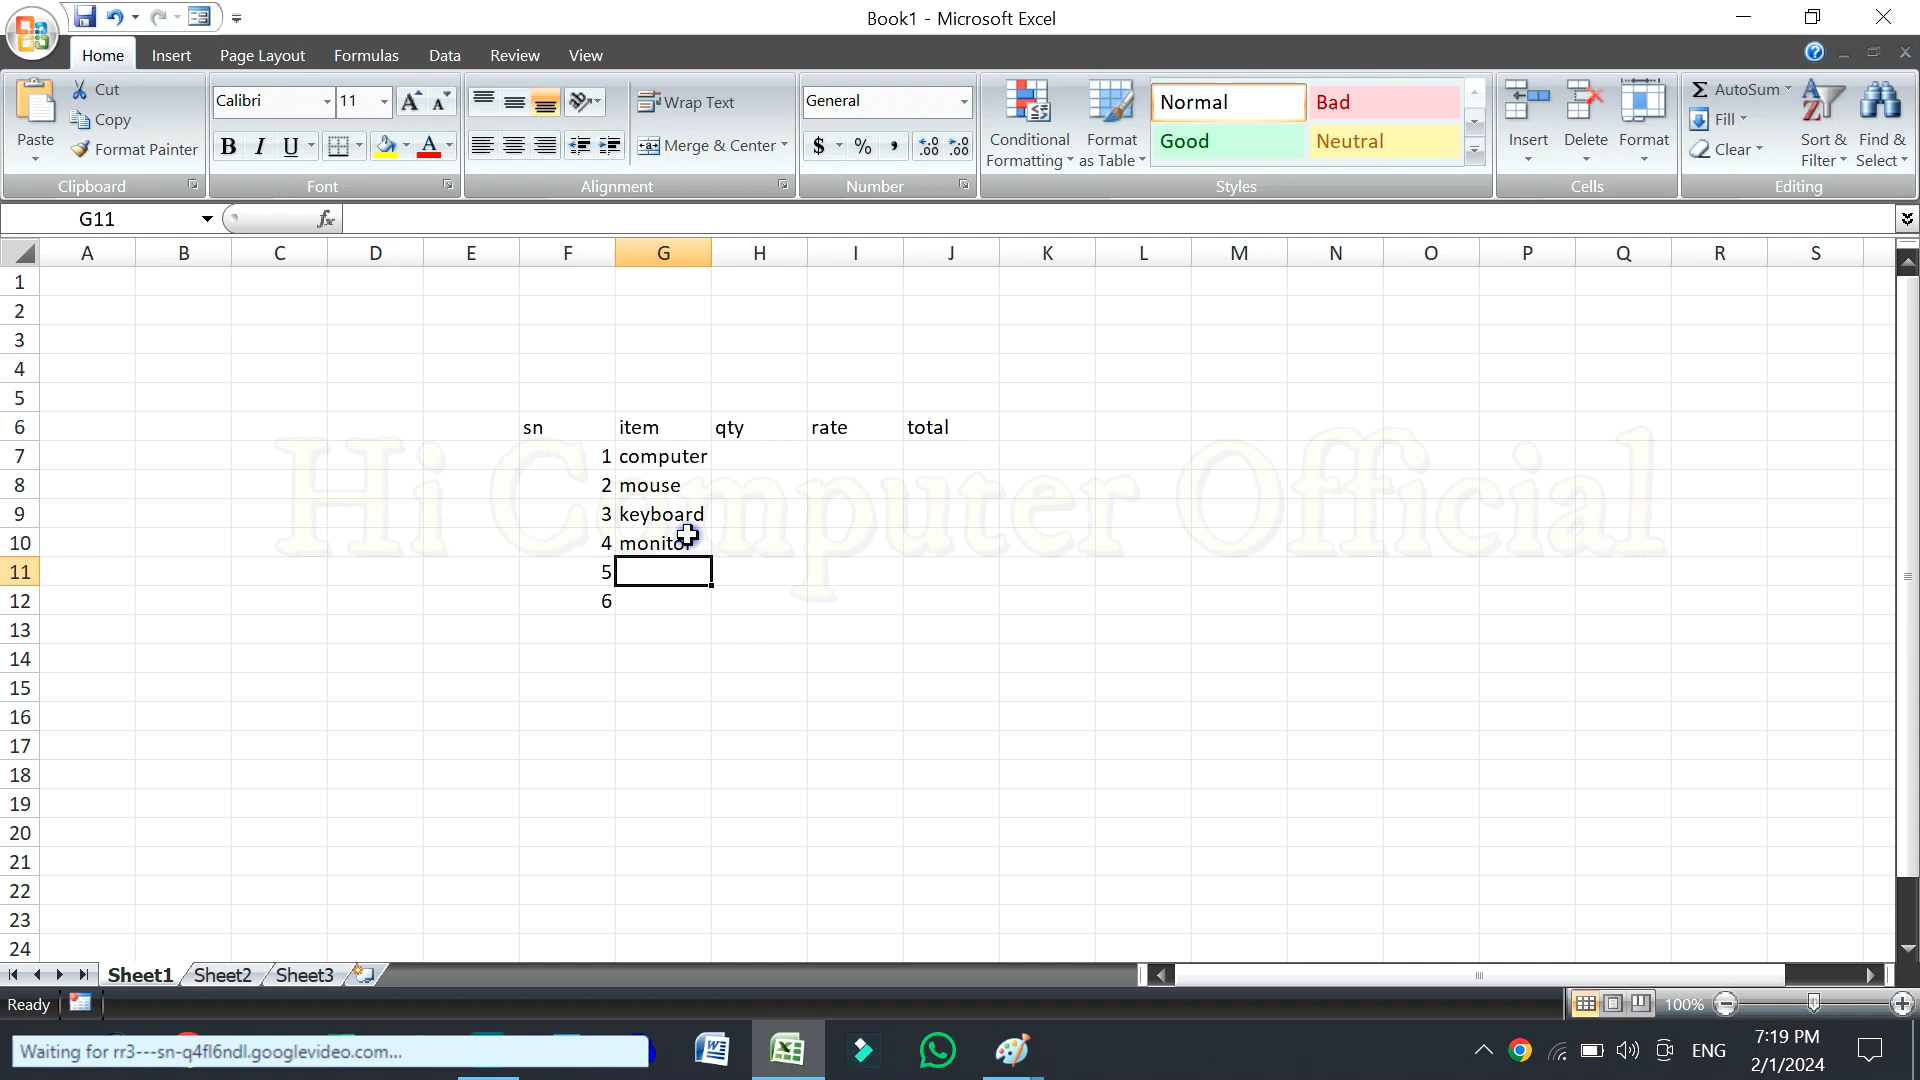 Book1 - Microsoft Excel
Home Insert Page Layout Formulas Data Review View
Paste
Cut
Copy
Format Painter
Clipboard
Calibri 11
B I U
Font
Wrap Text
Merge & Center
Alignment
General
$ % ,
Number
Conditional Formatting
Format as Table
Normal Bad
Good Neutral
Styles
Insert Delete Format
Cells
AutoSum
Fill
Clear
Sort & Filter
Find & Select
Editing
G11
fx
A B C D E F G H I J K L M N O P Q R S
1
2
3
4
5
6 sn item qty rate total
7 1 computer
8 2 mouse
9 3 keyboard
10 4 monitor
11 5
12 6
13
14
15
16
17
18
19
20
21
22
23
24
Hi Computer Official
Sheet1 Sheet2 Sheet3
Ready
100%
Waiting for rr3---sn-q4fl6ndl.googlevideo.com...
ENG
7:19 PM
2/1/2024